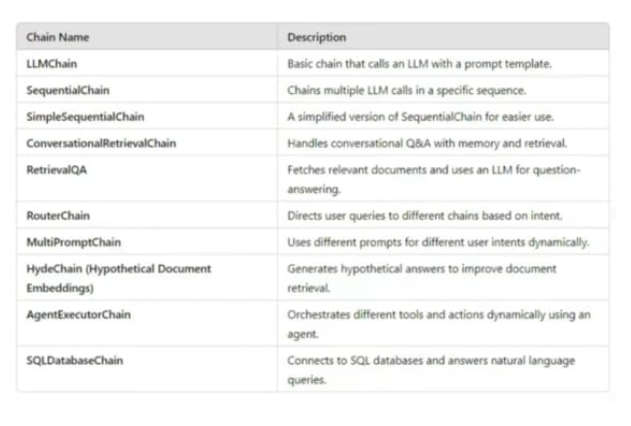 Chain Name Description
LLMChain Basic chain that calls an LLM with a prompt template.
SequentialChain Chains multiple LLM calls in a specific sequence.
SimpleSequentialChain A simplified version of SequentialChain for easier use.
ConversationalRetrievalChain Handles conversational Q&A with memory and retrieval.
RetrievalQA Fetches relevant documents and uses an LLM for question-
answering.
RouterChain Directs user queries to different chains based on intent.
MultiPromptChain Uses different prompts for different user intents dynamically.
HydeChain (Hypothetical Document Generates hypothetical answers to improve document
Embeddings) retrieval.
AgentExecutorChain Orchestrates different tools and actions dynamically using an
agent.
SQLDatabaseChain Connects to SQL databases and answers natural language
queries.